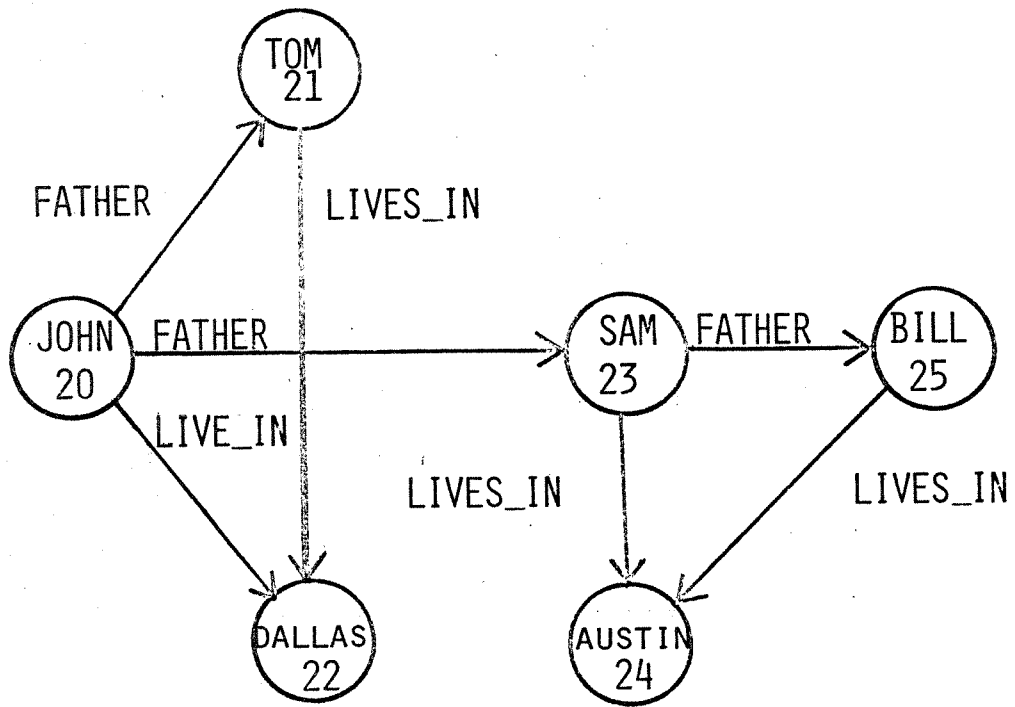 TOM
21
FATHER
LIVES_IN
JOHN
20
FATHER
SAM
23
FATHER
BILL
25
LIVE_IN
LIVES_IN
LIVES_IN
DALLAS
22
AUSTIN
24